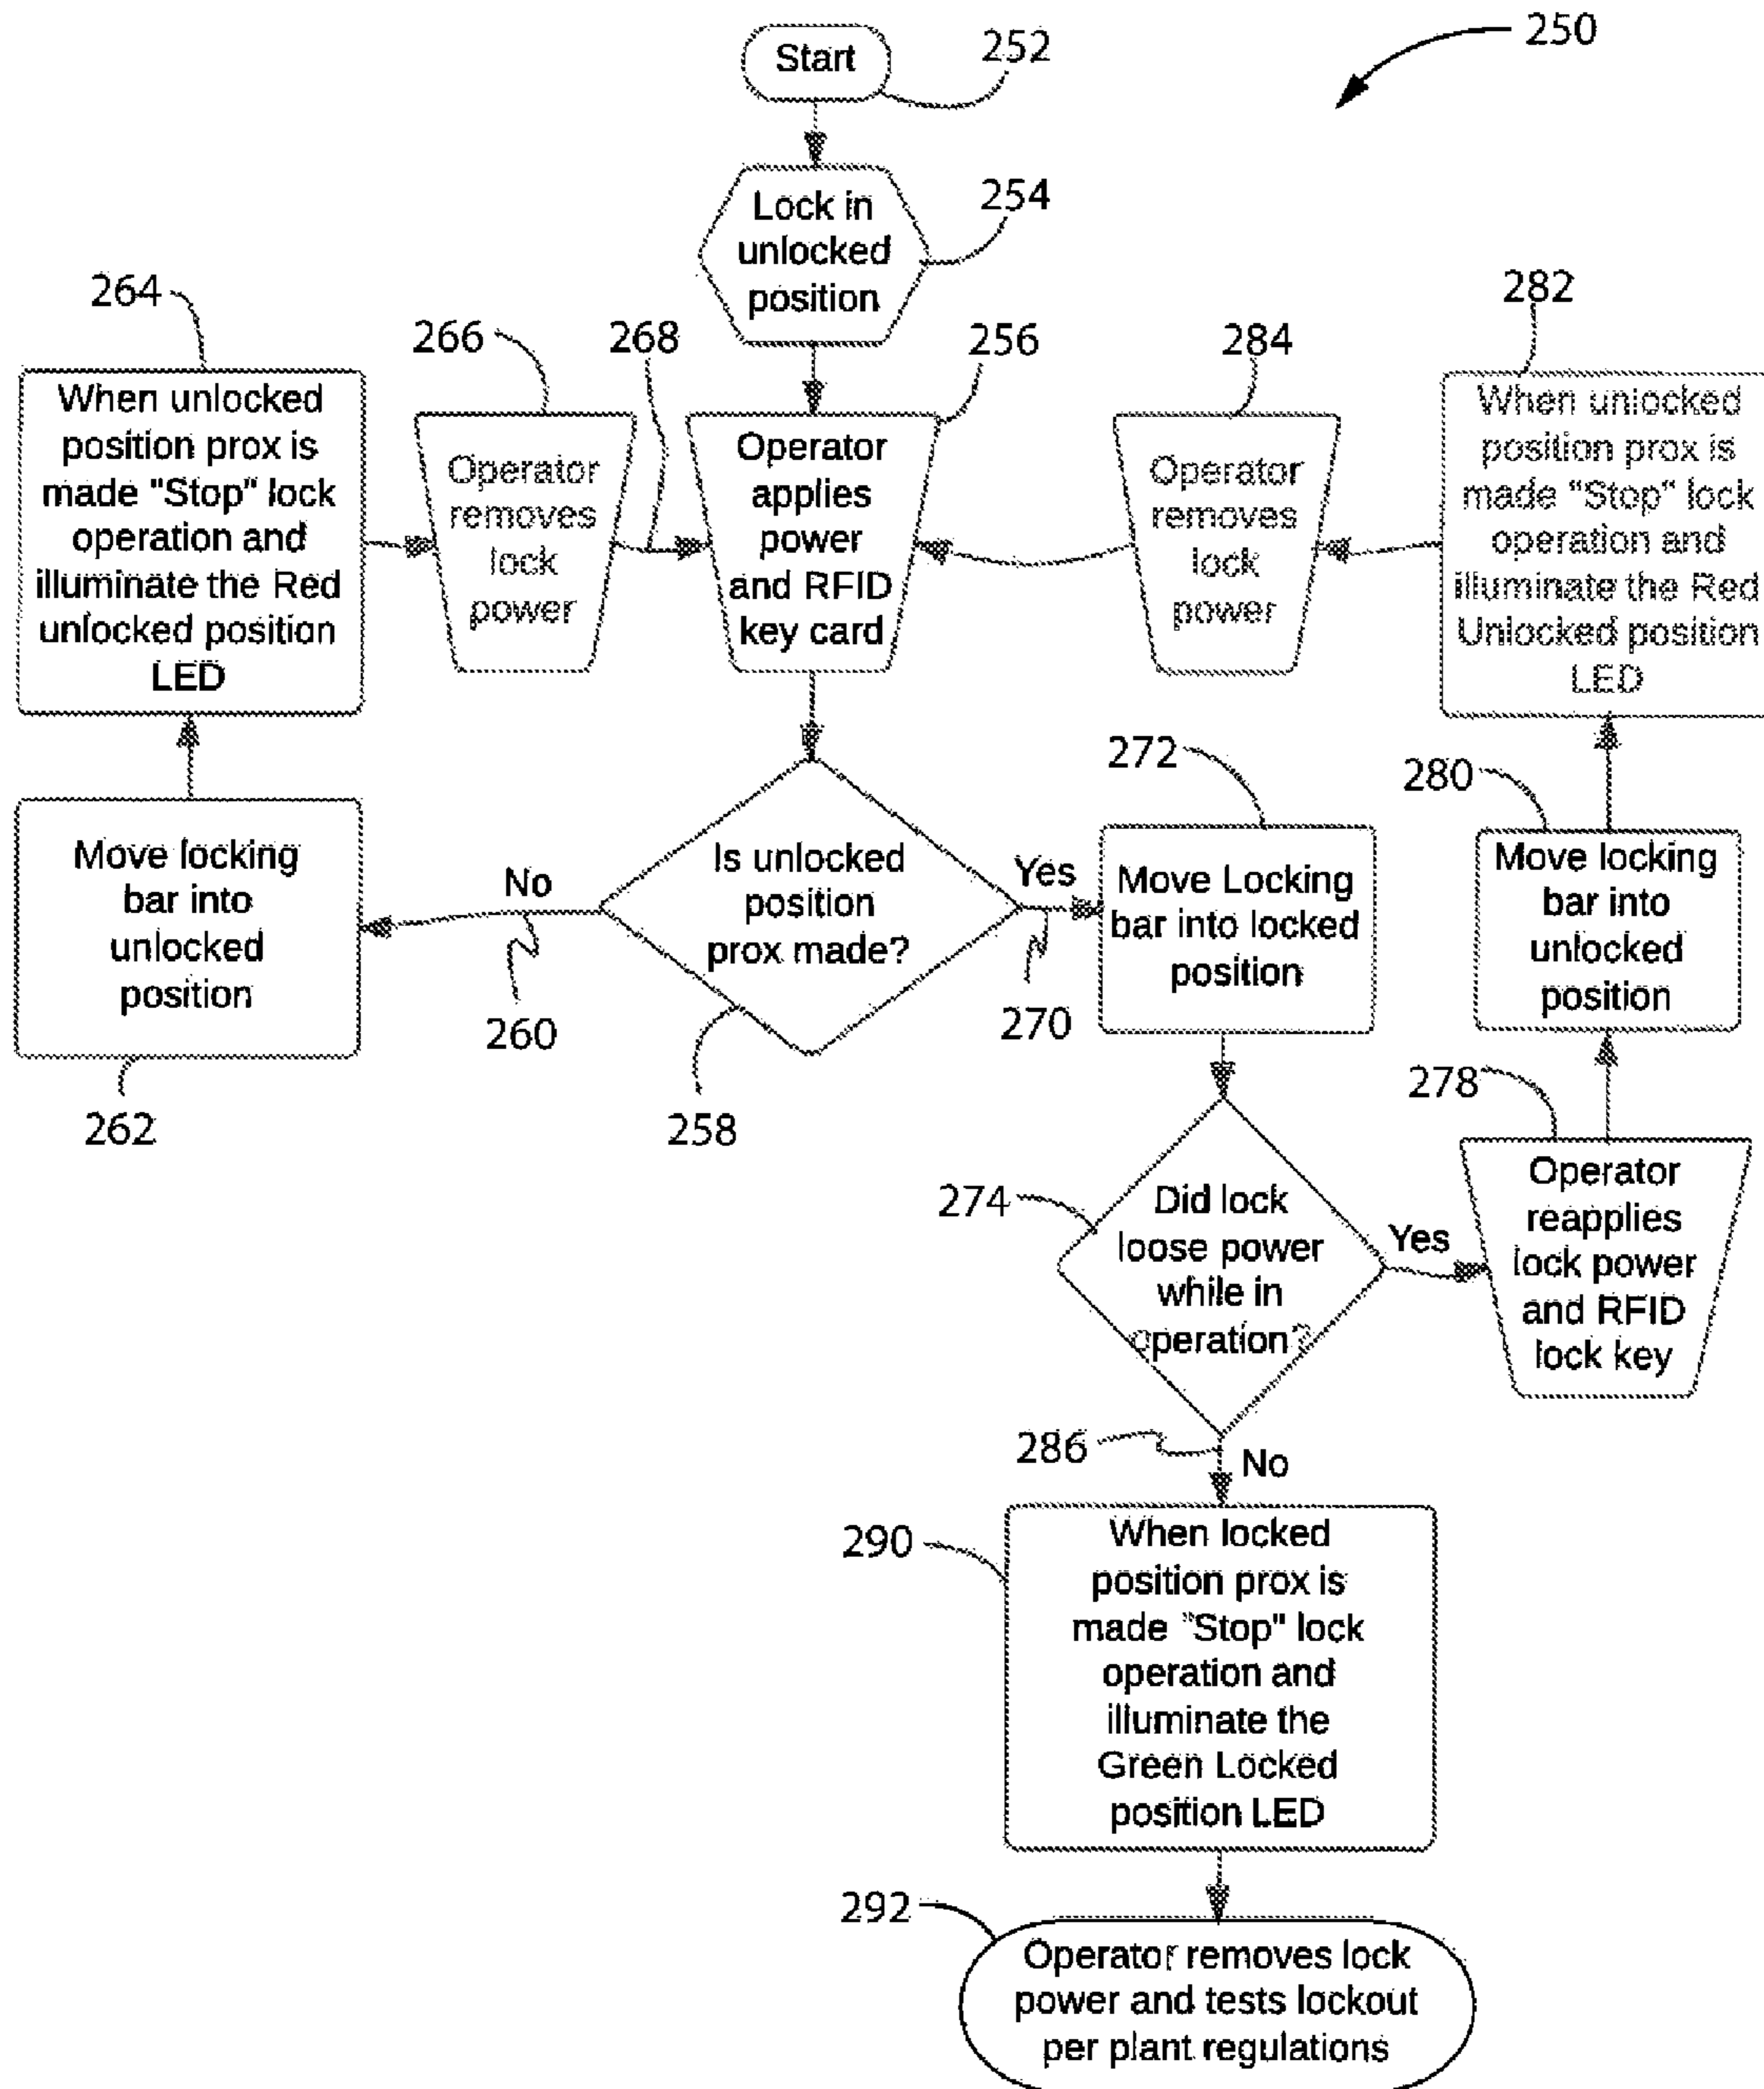 250
Start
252
Lock in
unlocked
position
254
264
When unlocked
position prox is
made "Stop" lock
operation and
illuminate the Red
unlocked position
LED
266
Operator
removes
lock
power
268
256
Operator
applies
power
and RFID
key card
284
Operator
removes
lock
power
282
When unlocked
position prox is
made "Stop" lock
operation and
illuminate the Red
Unlocked position
LED
Move locking
bar into
unlocked
position
262
No
260
Is unlocked
position
prox made?
258
Yes
270
272
Move Locking
bar into locked
position
280
Move locking
bar into
unlocked
position
278
Operator
reapplies
lock power
and RFID
lock key
274
Did lock
loose power
while in
operation?
Yes
286
No
290
When locked
position prox is
made "Stop" lock
operation and
illuminate the
Green Locked
position LED
292
Operator removes lock
power and tests lockout
per plant regulations